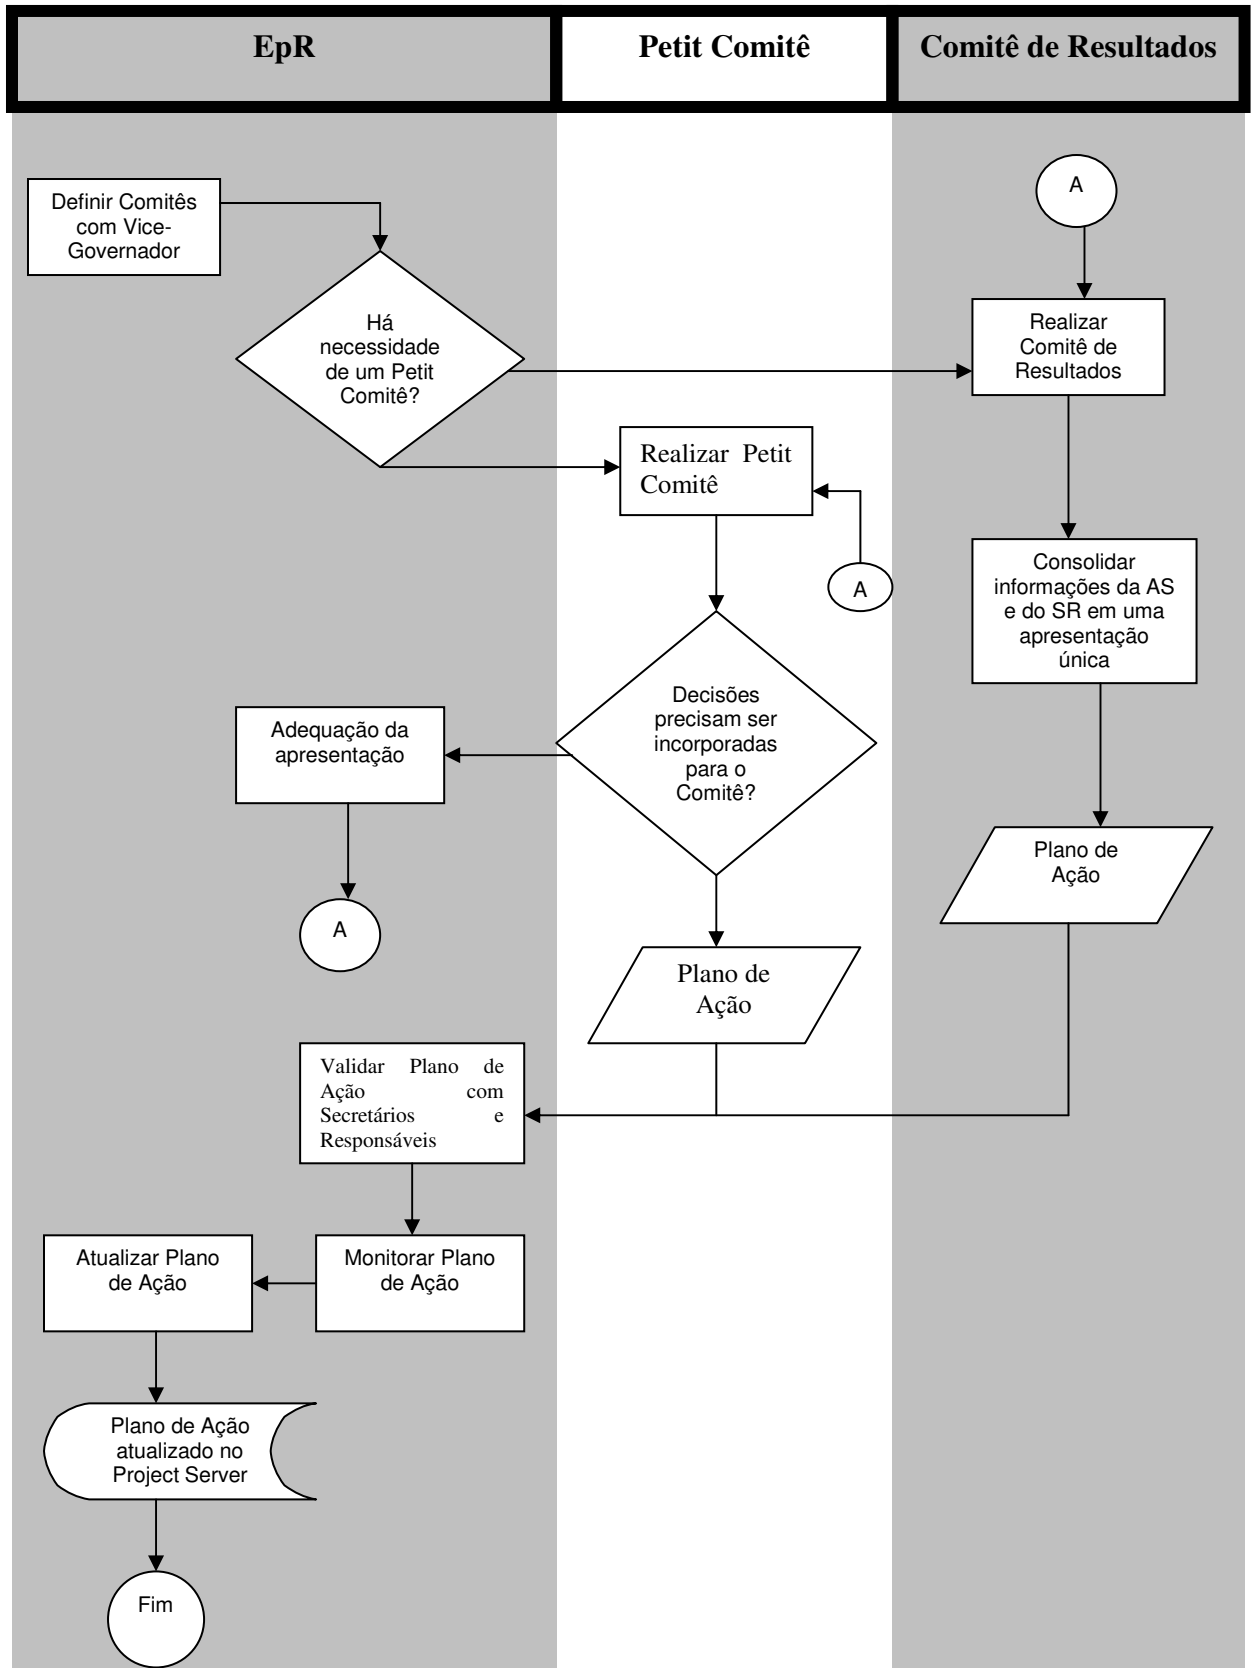 EpR
Petit Comitê
Comitê de Resultados
Definir Comitês
com Vice-
Governador
A
Há
necessidade
de um Petit
Comitê?
Realizar
Comitê de
Resultados
Realizar Petit
Comitê
A
Consolidar
informações da AS
e do SR em uma
apresentação
única
Decisões
precisam ser
incorporadas
para o
Comitê?
Adequação da
apresentação
A
Plano de
Ação
Plano de
Ação
Validar Plano de
Ação com
Secretários e
Responsáveis
Atualizar Plano
de Ação
Monitorar Plano
de Ação
Plano de Ação
atualizado no
Project Server
Fim